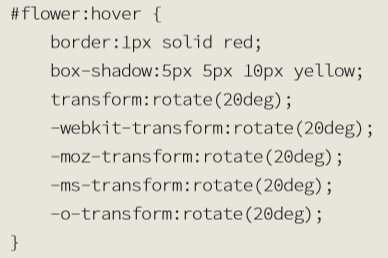 #flower:hover {
    border:1px solid red;
    box-shadow:5px 5px 10px yellow;
    transform:rotate(20deg);
    -webkit-transform:rotate(20deg);
    -moz-transform:rotate(20deg);
    -ms-transform:rotate(20deg);
    -o-transform:rotate(20deg);
}